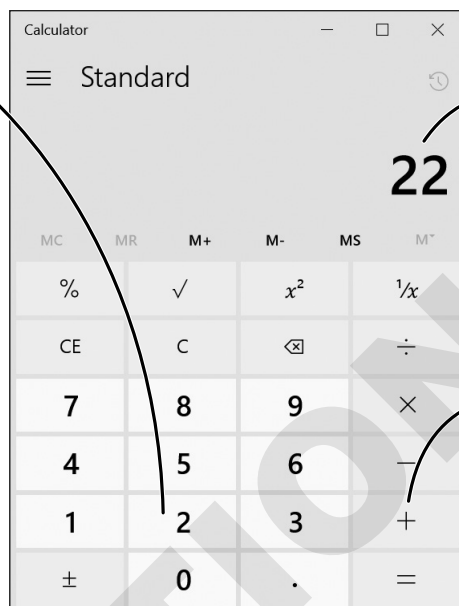 Calculator
Standard
22
MC MR M+ M- MS M˅
% √ x² ¹/x
CE C ⌫ ÷
7 8 9 ×
4 5 6 −
1 2 3 +
± 0 . =
TION